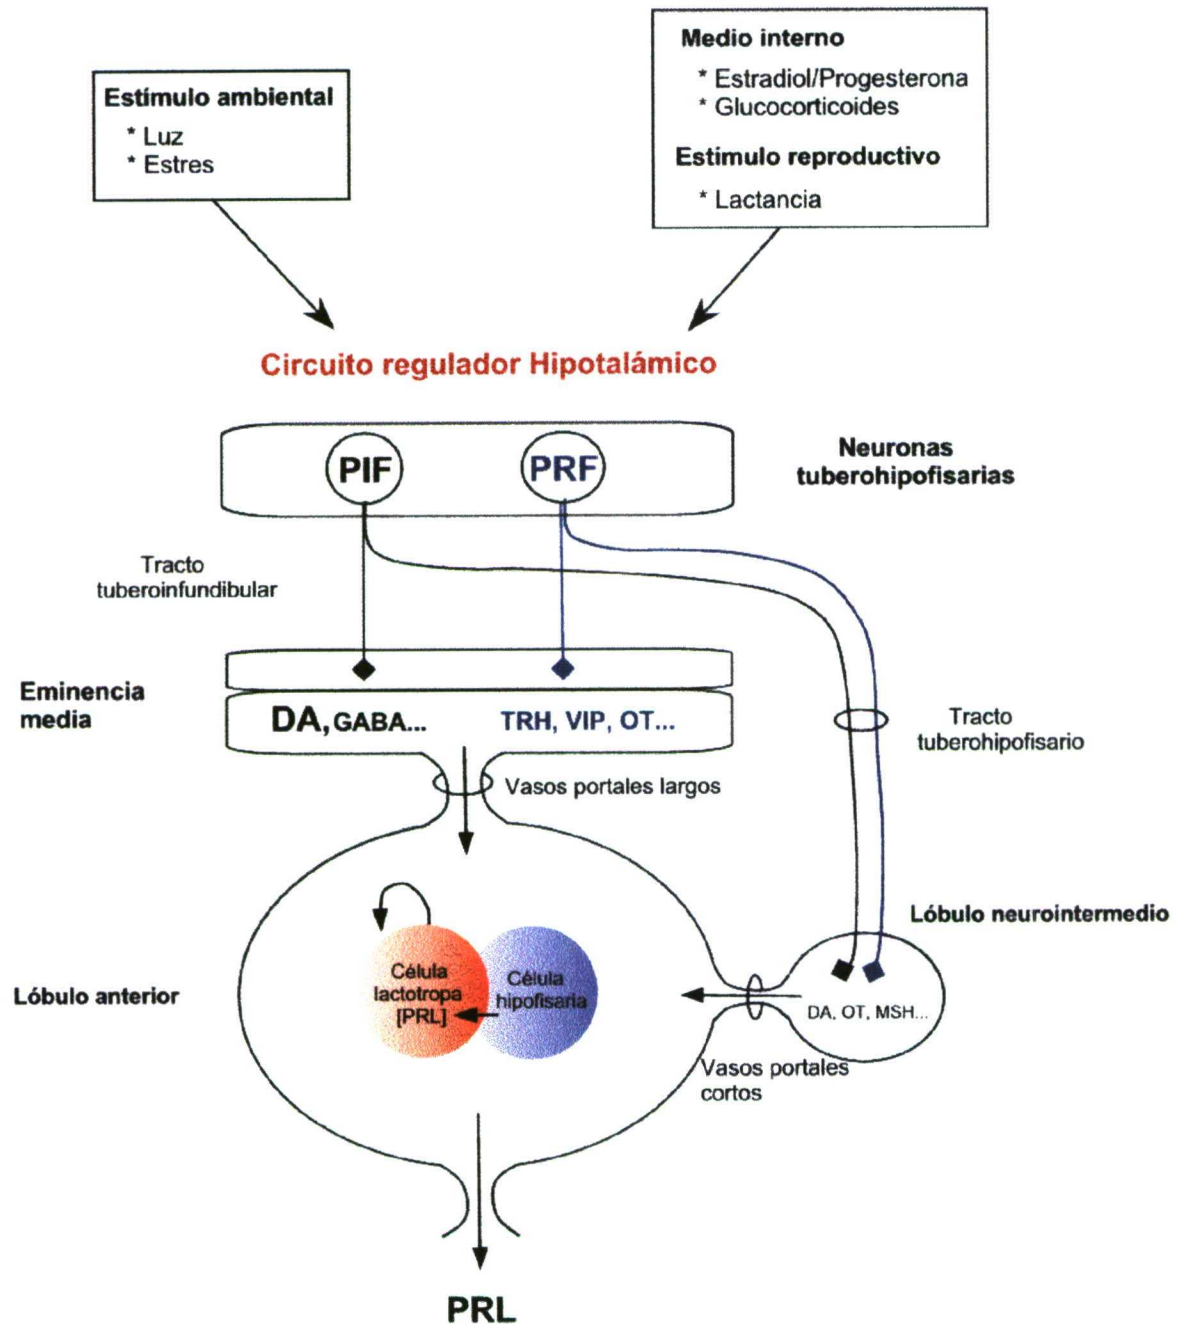 Estímulo ambiental
* Luz
* Estres
Medio interno
* Estradiol/Progesterona
* Glucocorticoides
Estimulo reproductivo
* Lactancia
Circuito regulador Hipotalámico
PIF
PRF
Neuronas
tuberohipofisarias
Tracto
tuberoinfundibular
Eminencia
media
DA, GABA...
TRH, VIP, OT...
Tracto
tuberohipofisario
Vasos portales largos
Lóbulo neurointermedio
Lóbulo anterior
Célula
lactotropa
[PRL]
Célula
hipofisaria
DA, OT, MSH...
Vasos portales
cortos
PRL